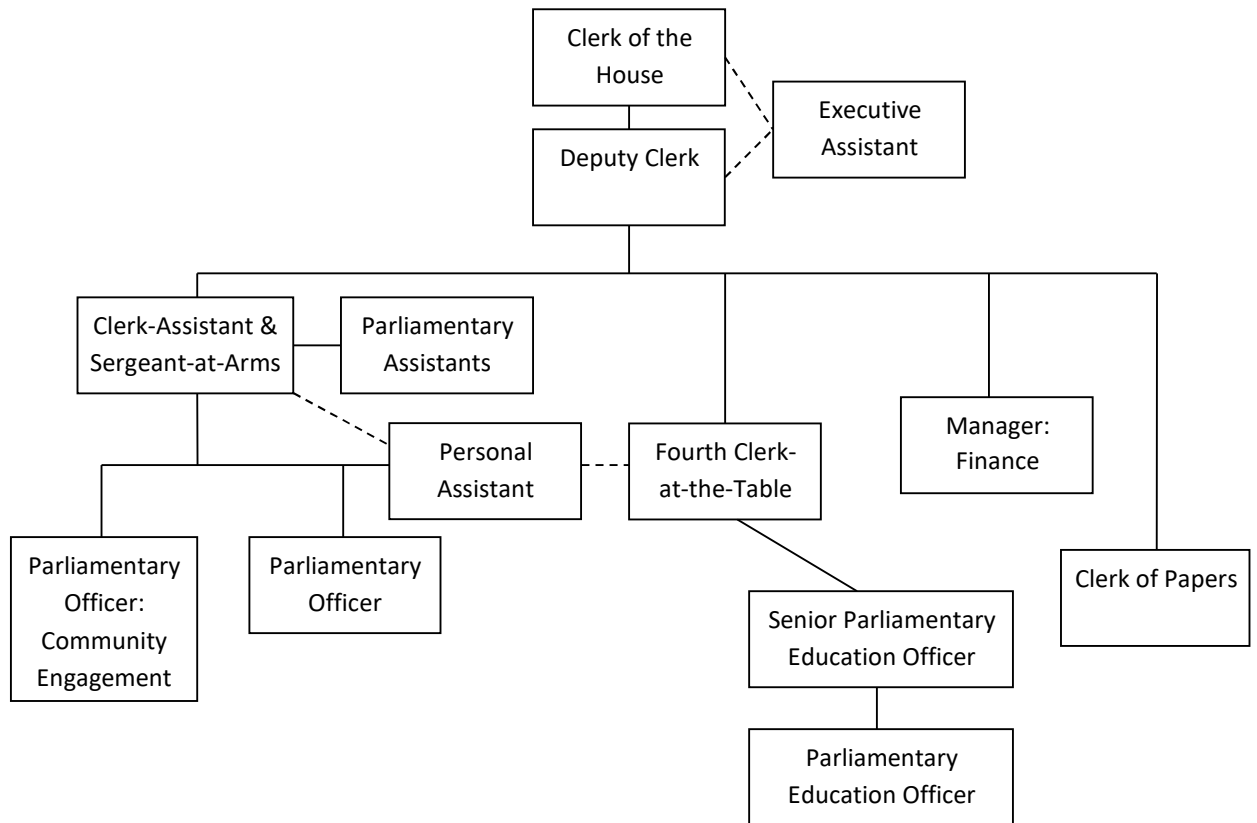 Clerk of the
House
Executive
Assistant
Deputy Clerk
Clerk-Assistant &
Sergeant-at-Arms
Parliamentary
Assistants
Personal
Assistant
Fourth Clerk-
at-the-Table
Manager:
Finance
Parliamentary
Officer:
Community
Engagement
Parliamentary
Officer
Clerk of Papers
Senior Parliamentary
Education Officer
Parliamentary
Education Officer